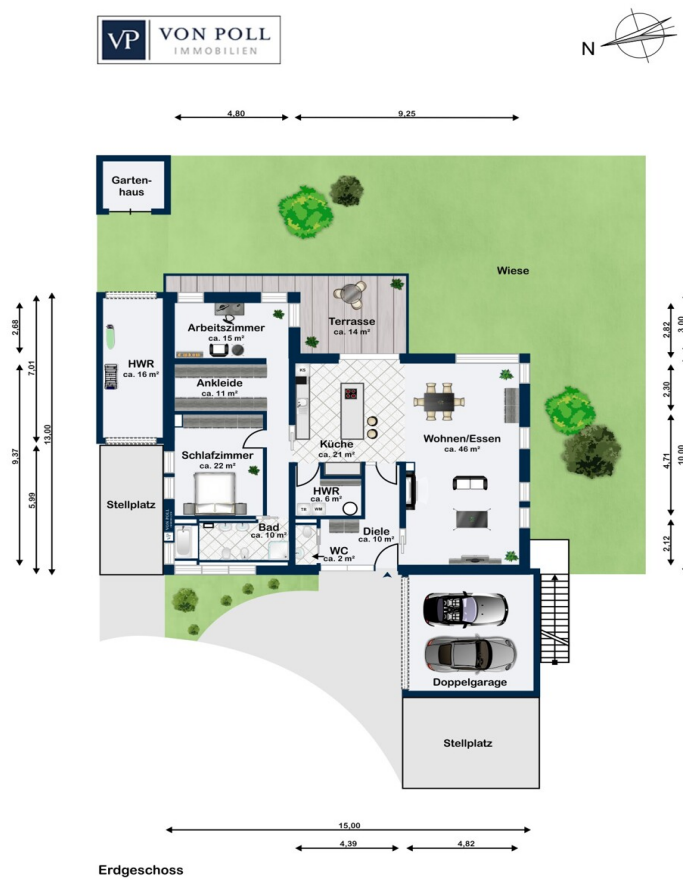 VP VON POLL
IMMOBILIEN
N
4,80
9,25
Garten-
haus
Wiese
Terrasse
ca. 14 m²
Arbeitszimmer
ca. 15 m²
HWR
ca. 16 m²
Ankleide
ca. 11 m²
KS
Küche
ca. 21 m²
Wohnen/Essen
ca. 46 m²
Schlafzimmer
ca. 22 m²
HWR
ca. 6 m²
TR
WM
Stellplatz
Bad
ca. 10 m²
Diele
ca. 10 m²
WC
ca. 2 m²
Doppelgarage
Stellplatz
2,68
9,37
7,01
5,99
13,00
2,82
2,30
4,71
2,12
3,00
10,00
15,00
4,39
4,82
Erdgeschoss